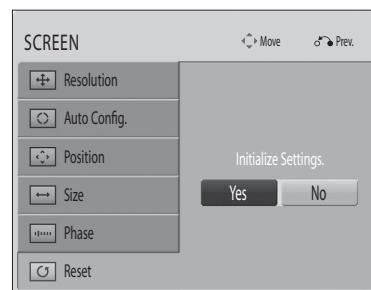 SCREEN
Move
Prev.
Resolution
Auto Config.
Position
Size
Phase
Reset
Initialize Settings.
Yes
No